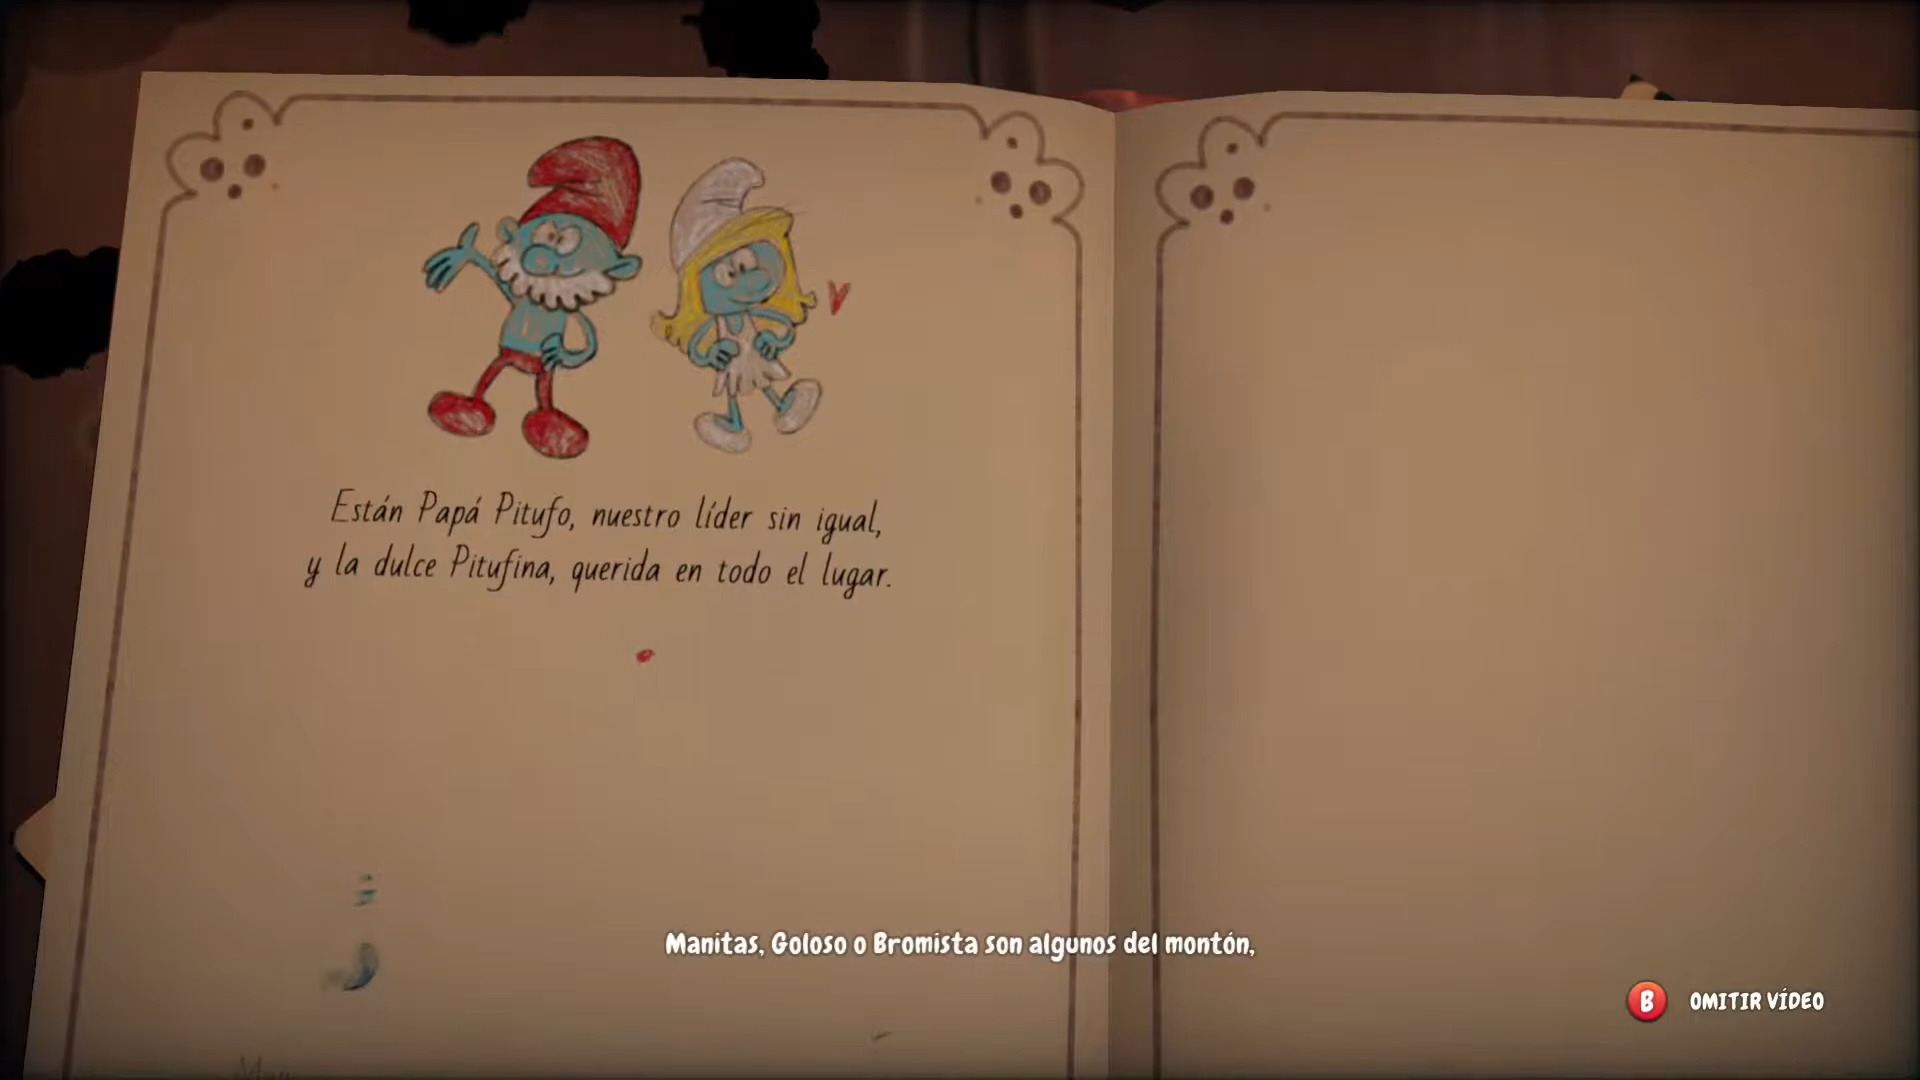 Están Papá Pitufo, nuestro líder sin igual,
y la dulce Pitufina, querida en todo el lugar.
Manitas, Goloso o Bromista son algunos del montón,
B OMITIR VÍDEO